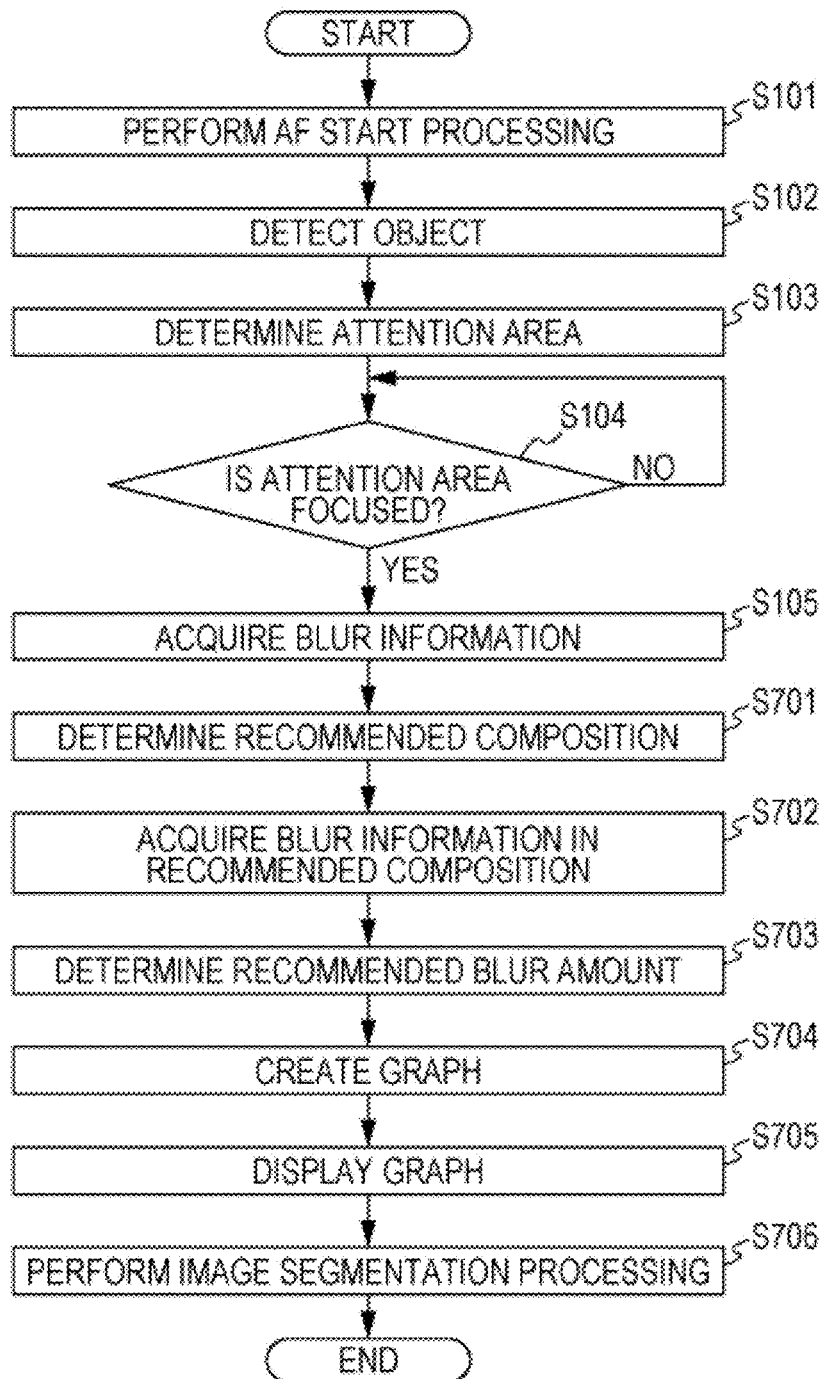 START
S101
PERFORM AF START PROCESSING
S102
DETECT OBJECT
S103
DETERMINE ATTENTION AREA
S104
IS ATTENTION AREA
FOCUSED?
NO
YES
S105
ACQUIRE BLUR INFORMATION
S701
DETERMINE RECOMMENDED COMPOSITION
S702
ACQUIRE BLUR INFORMATION IN
RECOMMENDED COMPOSITION
S703
DETERMINE RECOMMENDED BLUR AMOUNT
S704
CREATE GRAPH
S705
DISPLAY GRAPH
S706
PERFORM IMAGE SEGMENTATION PROCESSING
END